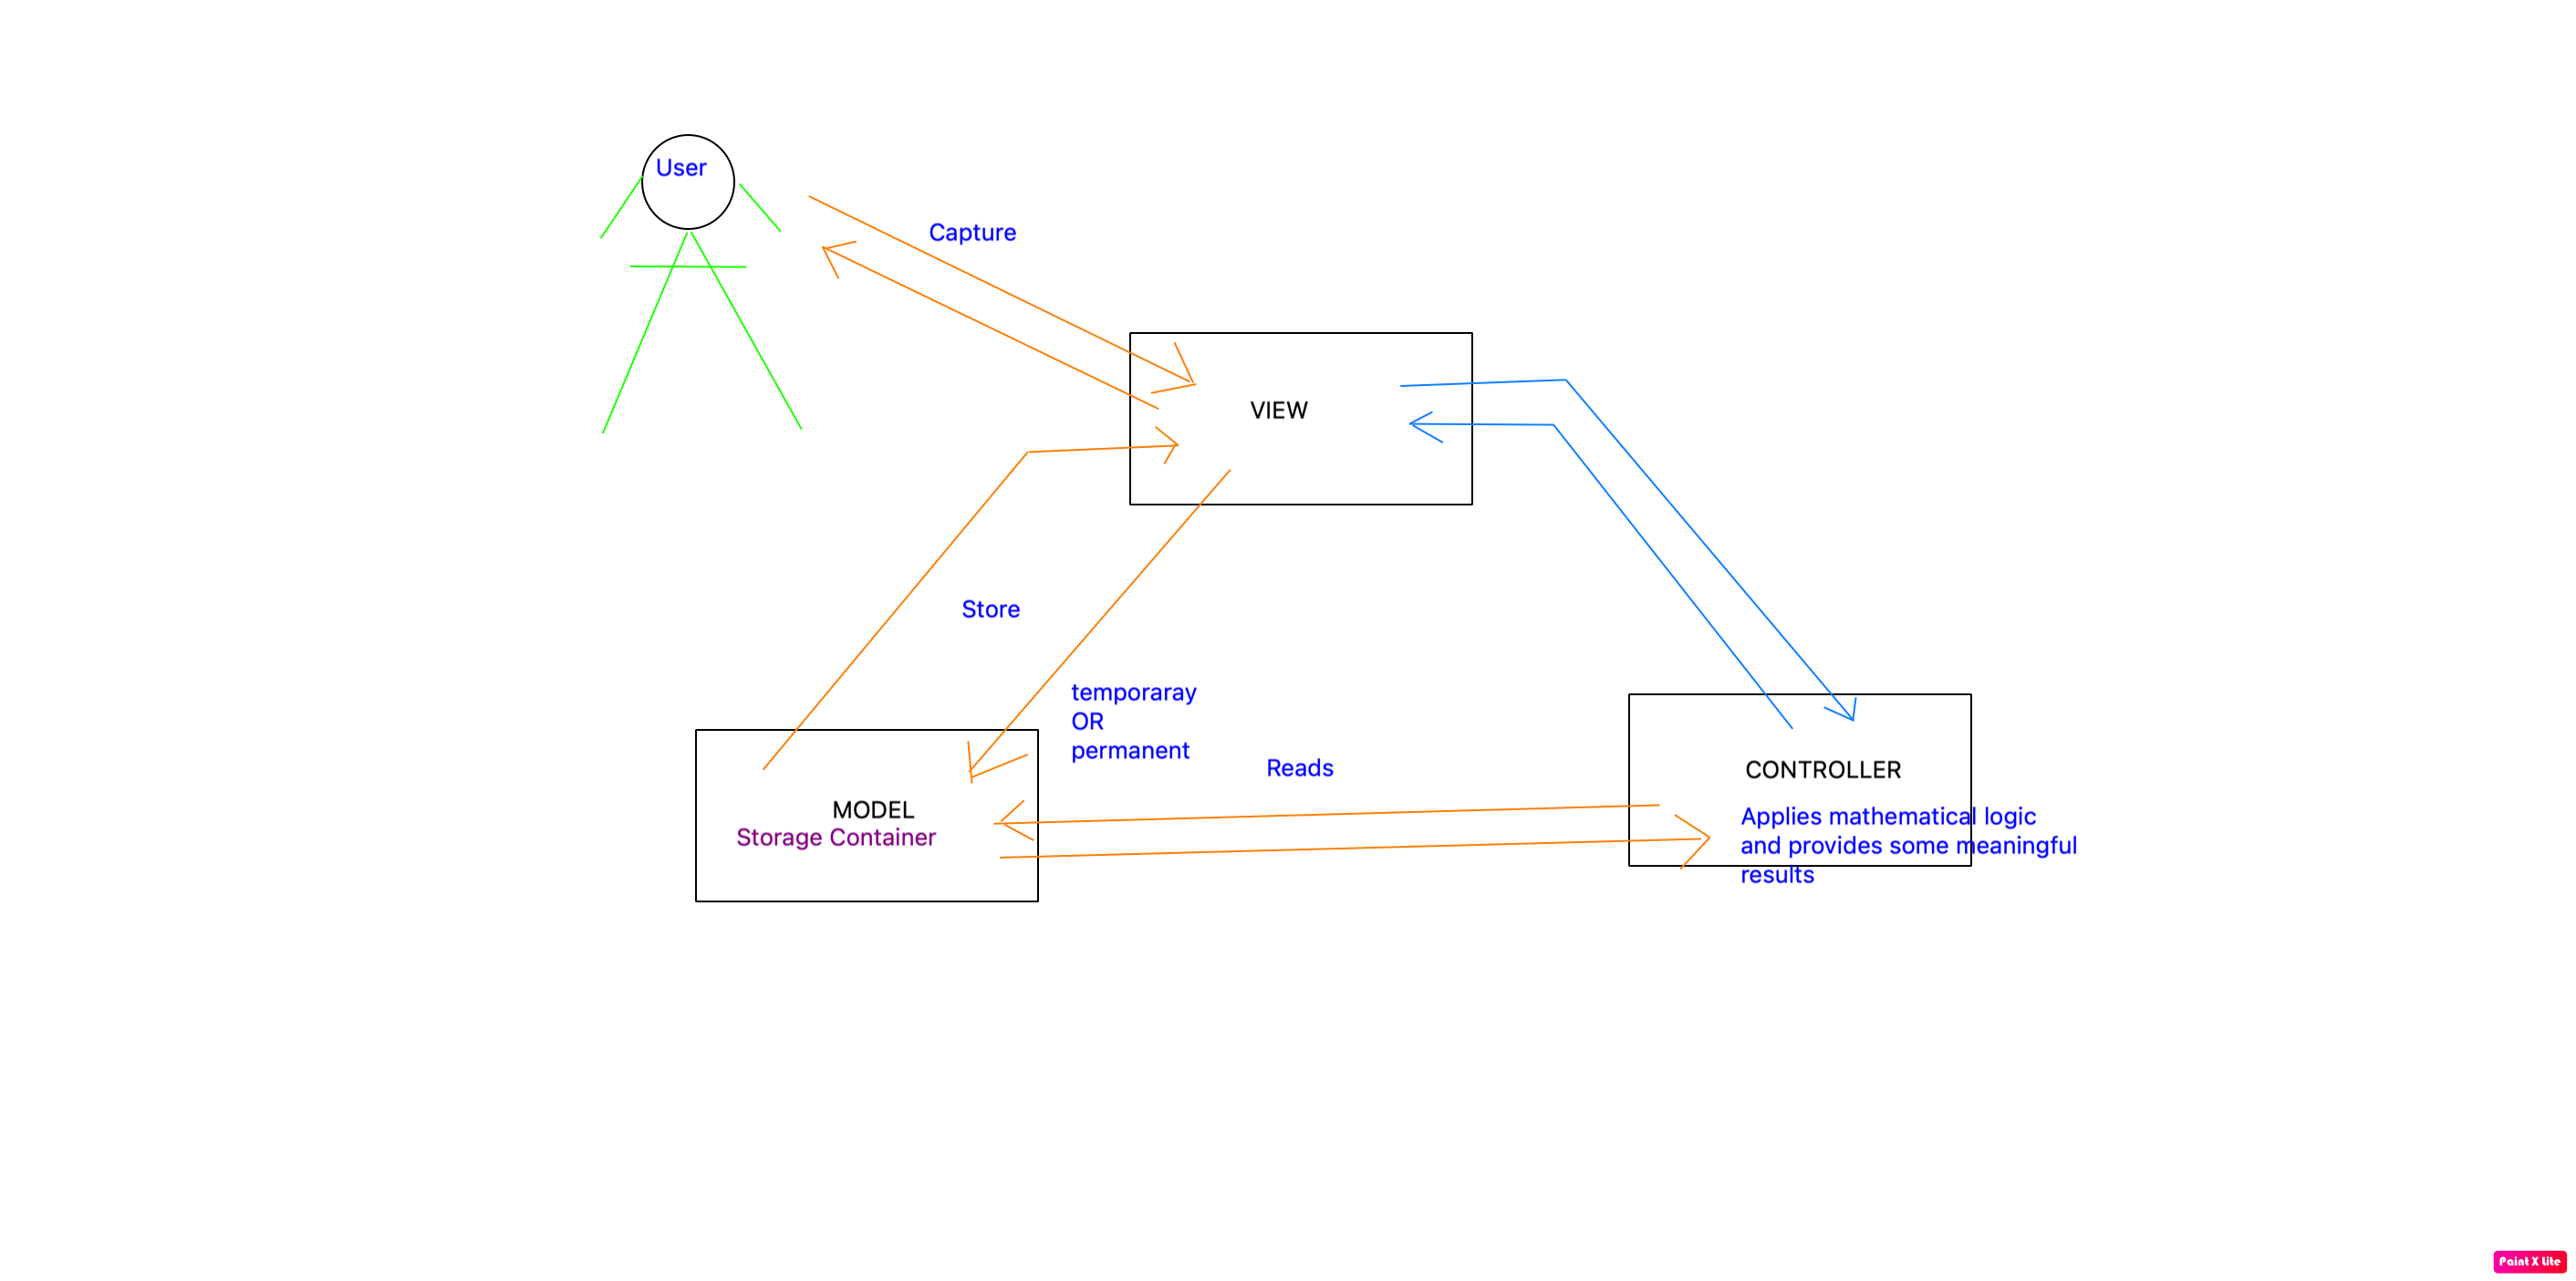 User
Capture
VIEW
Store
temporaray
OR
permanent
Reads
MODEL
Storage Container
CONTROLLER
Applies mathematical logic
and provides some meaningful
results
Paint X Lite